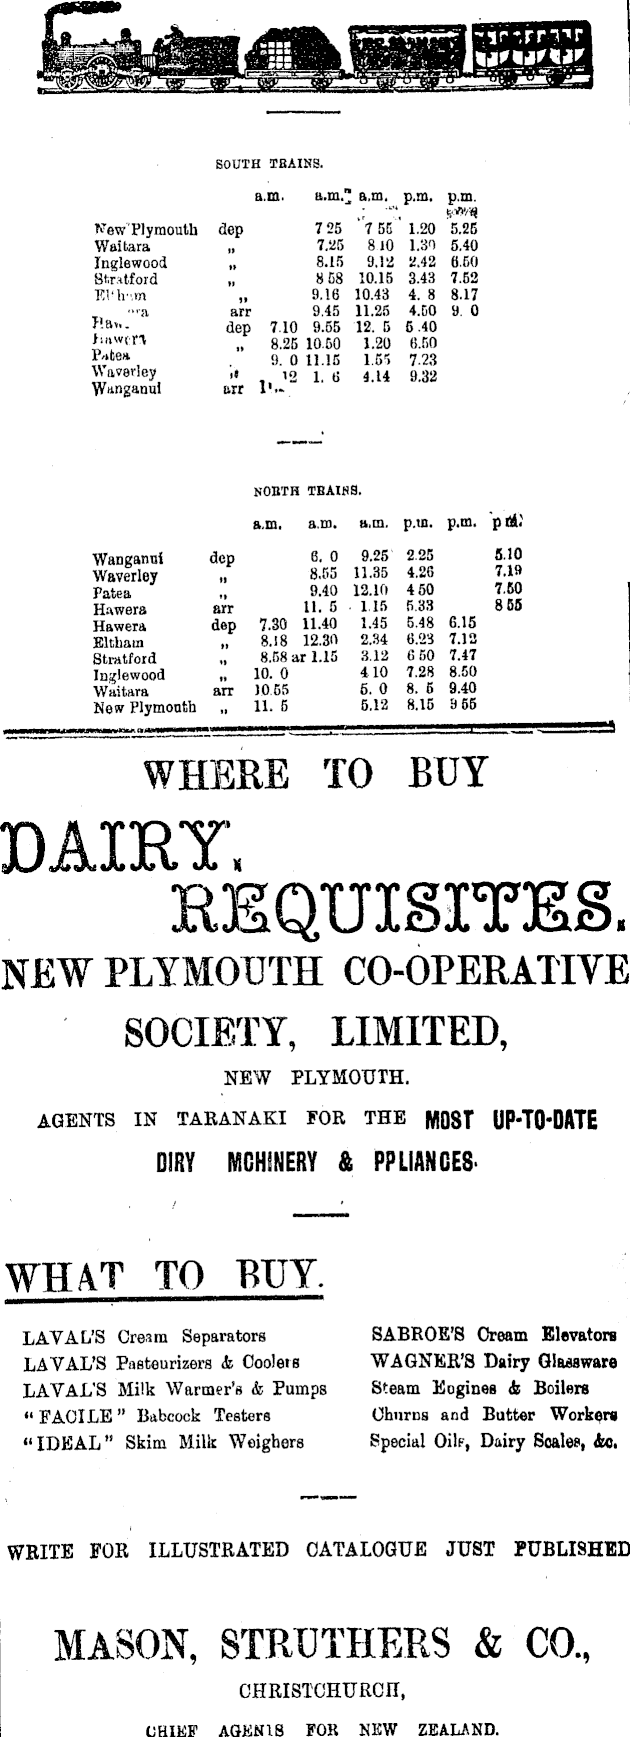 SOUTH TRAINS.
a.m. a.m. a.m. p.m. p.m.
New Plymouth dep 7 25 7 55 1.20 5.25
Waitara „ 7.25 8 10 1.30 5.40
Inglewood „ 8.15 9.12 2.42 6.50
Stratford „ 8 58 10.15 3.43 7.52
Eltham „ 9.16 10.43 4. 8 8.17
arr 9.45 11.25 4.50 9. 0
dep 7.10 9.55 12. 5 5 .40
Patea „ 8.25 10.50 1.20 6.50
Waverley 9. 0 11.15 1.55 7.23
Wanganui arr 12 1. 6 4.14 9.32
NORTH TRAINS.
a.m. a.m. a.m. p.m. p.m. p m.
Wanganui dep 6. 0 9.25 2.25 5.10
Waverley „ 8.55 11.35 4.26 7.19
Patea „ 9.40 12.10 4 50 7.50
Hawera arr 11. 5 1 15 5.33 8 55
Hawera dep 7.30 11.40 1.45 5.48 6.15
Eltham „ 8.18 12.30 2.34 6.23 7.12
Stratford „ 8.58 ar 1.15 3.12 6 50 7.47
Inglewood „ 10. 0 4 10 7.28 8.50
Waitara arr 10 55 5. 0 8. 5 9.40
New Plymouth „ 11. 5 5.12 8.15 9 55
WHERE TO BUY
DAIRY,
REQUISITES.
NEW PLYMOUTH CO-OPERATIVE
SOCIETY, LIMITED,
NEW PLYMOUTH.
AGENTS IN TARANAKI FOR THE MOST UP-TO-DATE
DIRY MCHINERY & PPLIANCES.
WHAT TO BUY.
LAVAL'S Cream Separators
LAVAL'S Pasteurizers & Coolers
LAVAL'S Milk Warmer's & Pumps
"FACILE" Babcock Testers
"IDEAL" Skim Milk Weighers
SABROE'S Cream Elevators
WAGNER'S Dairy Glassware
Steam Engines & Boilers
Churns and Butter Workers
Special Oils, Dairy Scales, &c.
WRITE FOR ILLUSTRATED CATALOGUE JUST PUBLISHED
MASON, STRUTHERS & CO.,
CHRISTCHURCH,
CHIEF AGENTS FOR NEW ZEALAND.